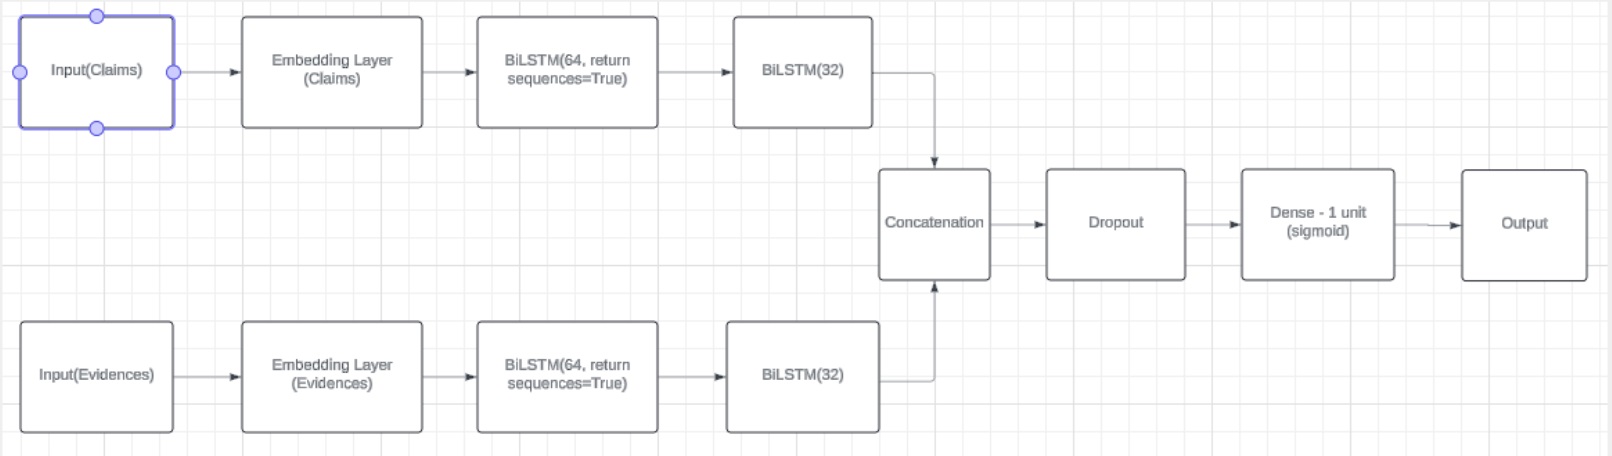 Input(Claims)
Embedding Layer
(Claims)
BiLSTM(64, return
sequences=True)
BiLSTM(32)
Concatenation
Dropout
Dense - 1 unit
(sigmoid)
Output
Input(Evidences)
Embedding Layer
(Evidences)
BiLSTM(64, return
sequences=True)
BiLSTM(32)